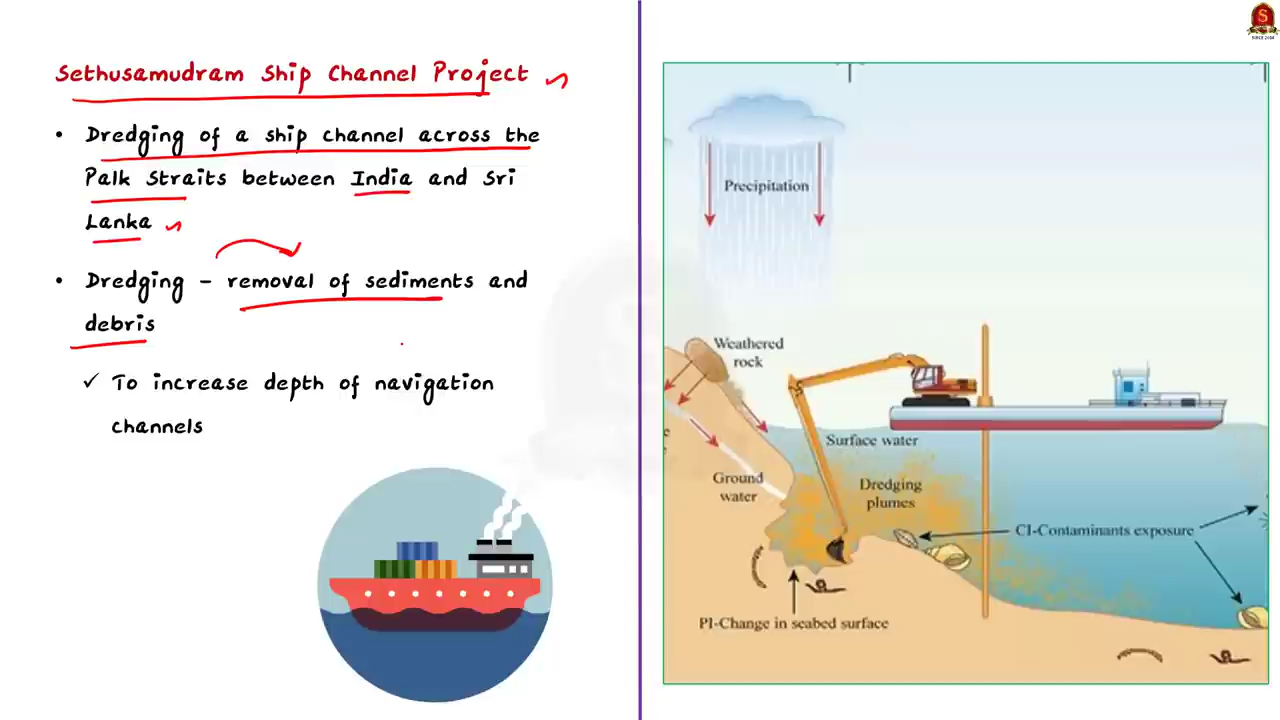 Sethusamudram Ship Channel Project
• Dredging of a ship channel across the
Palk Straits between India and Sri
Lanka
• Dredging – removal of sediments and
debris
✓ To increase depth of navigation
channels
S
SINCE 2004
Precipitation
Weathered
rock
Surface water
Ground
water
Dredging
plumes
CI-Contaminants exposure
PI-Change in seabed surface